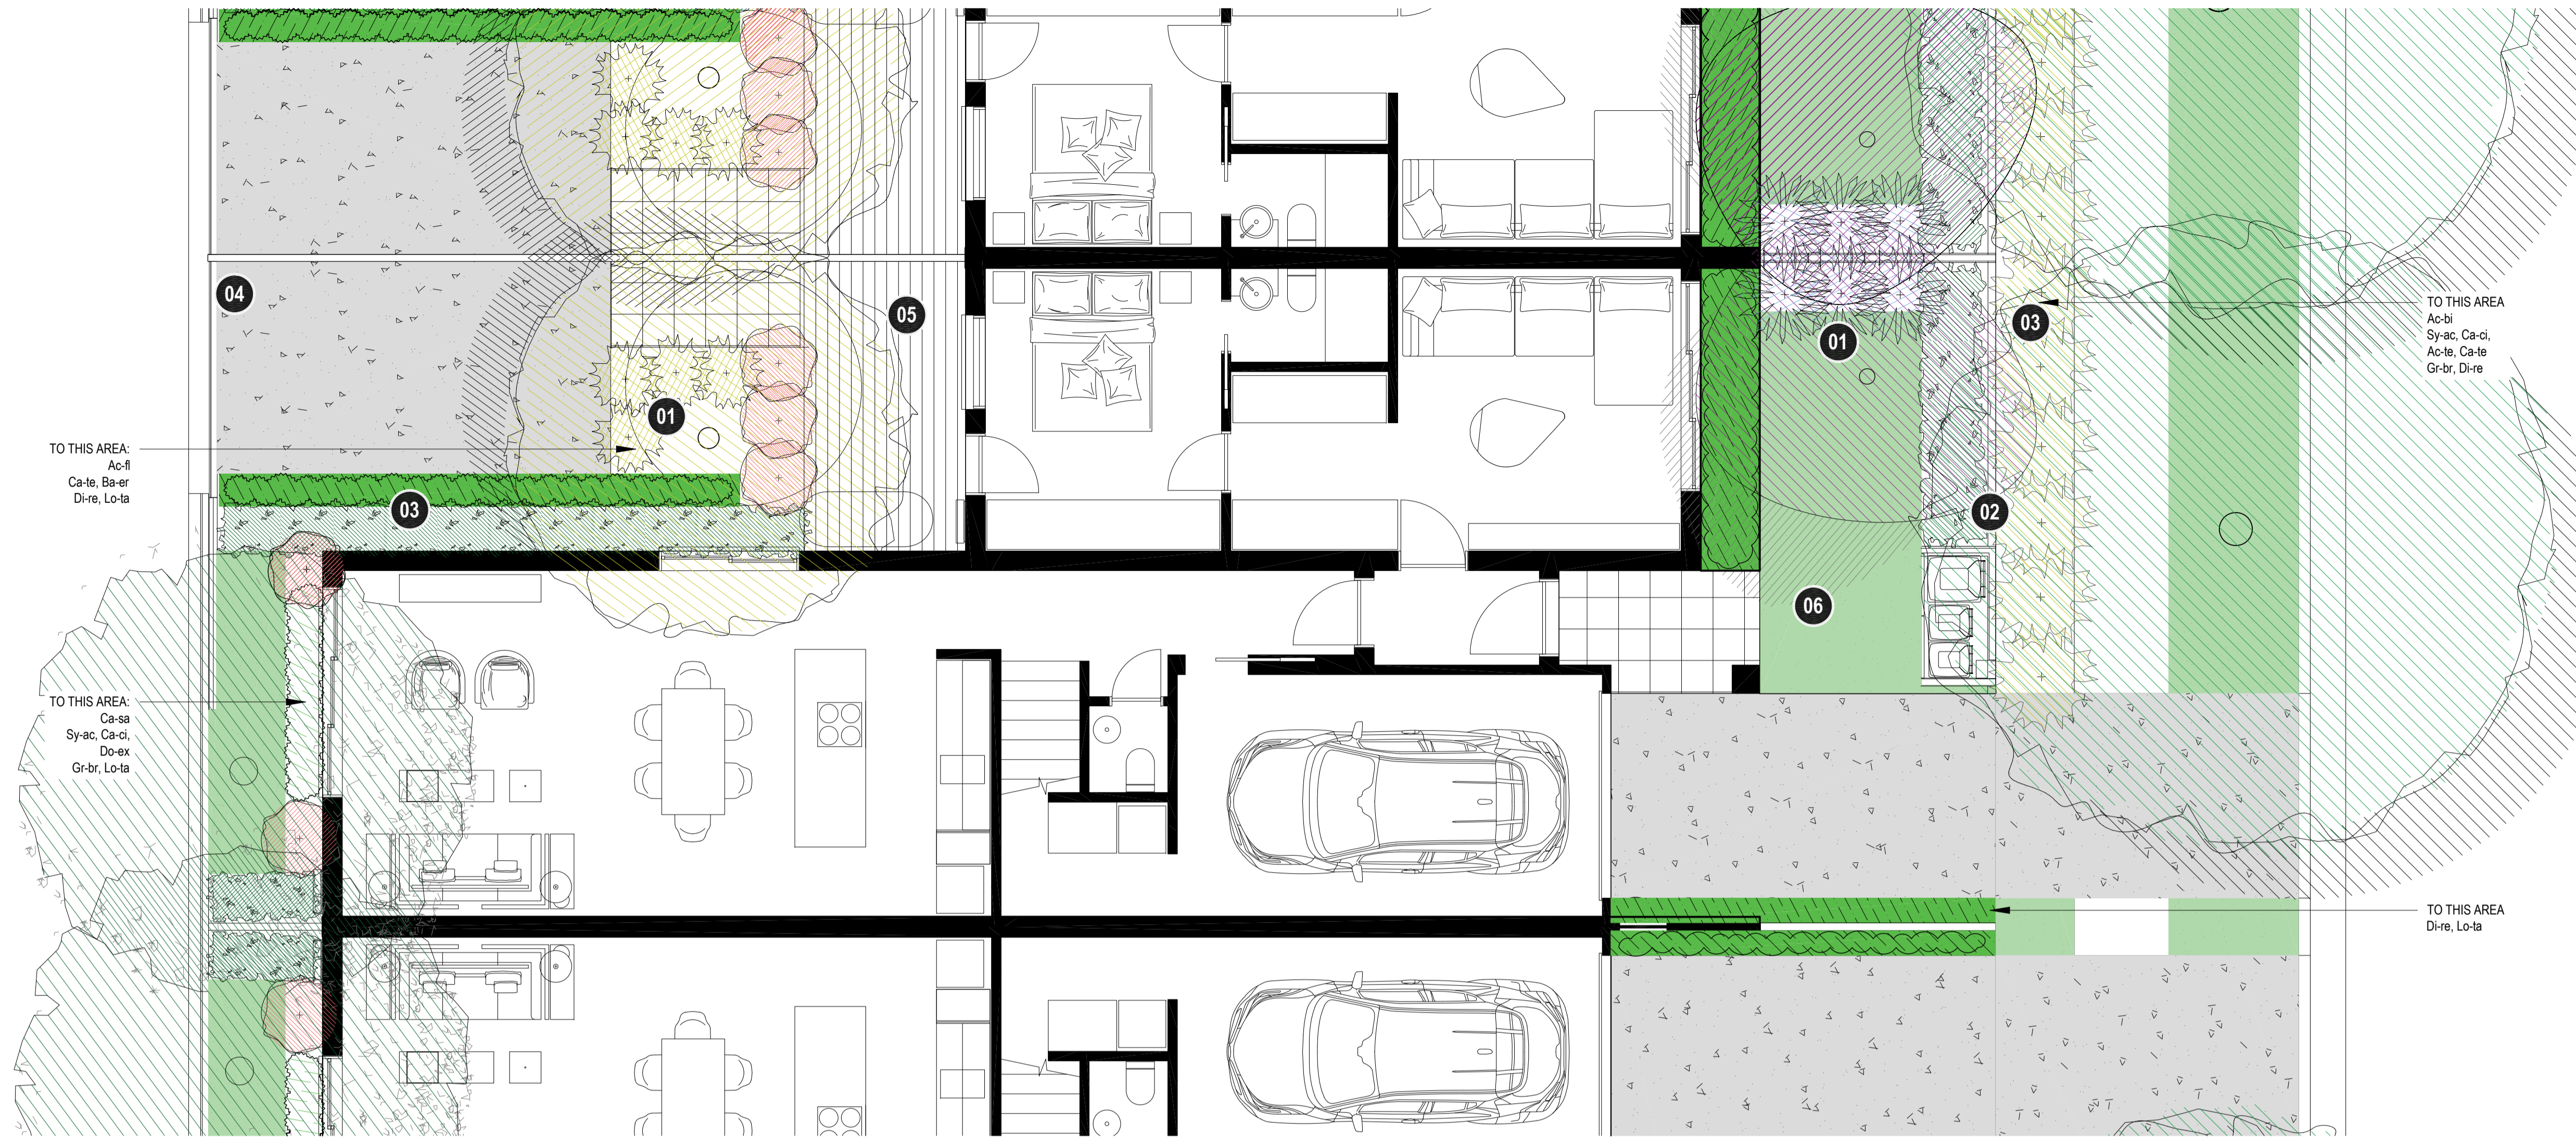 04
05
03
01
TO THIS AREA
Ac-bi
Sy-ac, Ca-ci,
Ac-te, Ca-te
Gr-br, Di-re
01
TO THIS AREA:
Ac-fl
Ca-te, Ba-er
Di-re, Lo-ta
03
02
06
TO THIS AREA:
Ca-sa
Sy-ac, Ca-ci,
Do-ex
Gr-br, Lo-ta
TO THIS AREA
Di-re, Lo-ta